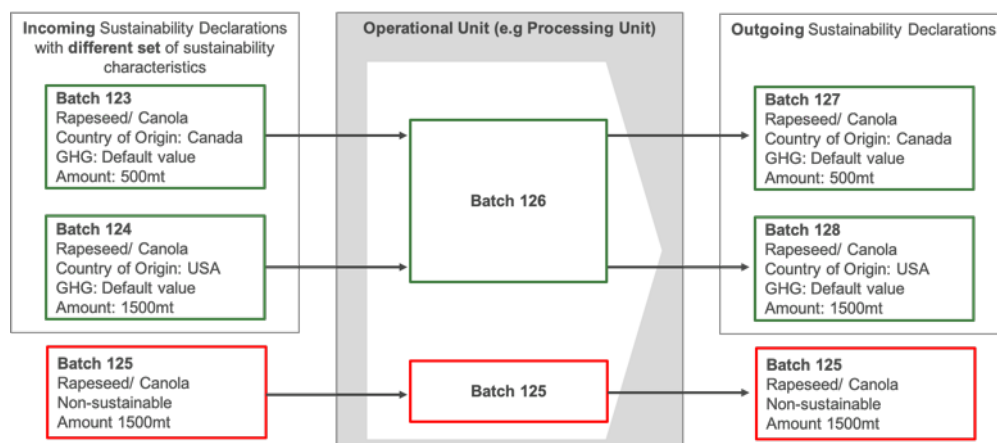 Incoming Sustainability Declarations
with different set of sustainability
characteristics
Batch 123
Rapeseed/ Canola
Country of Origin: Canada
GHG: Default value
Amount: 500mt
Batch 124
Rapeseed/ Canola
Country of Origin: USA
GHG: Default value
Amount: 1500mt
Batch 125
Rapeseed/ Canola
Non-sustainable
Amount 1500mt
Operational Unit (e.g Processing Unit)
Batch 126
Batch 125
Outgoing Sustainability Declarations
Batch 127
Rapeseed/ Canola
Country of Origin: Canada
GHG: Default value
Amount: 500mt
Batch 128
Rapeseed/ Canola
Country of Origin: USA
GHG: Default value
Amount: 1500mt
Batch 125
Rapeseed/ Canola
Non-sustainable
Amount 1500mt